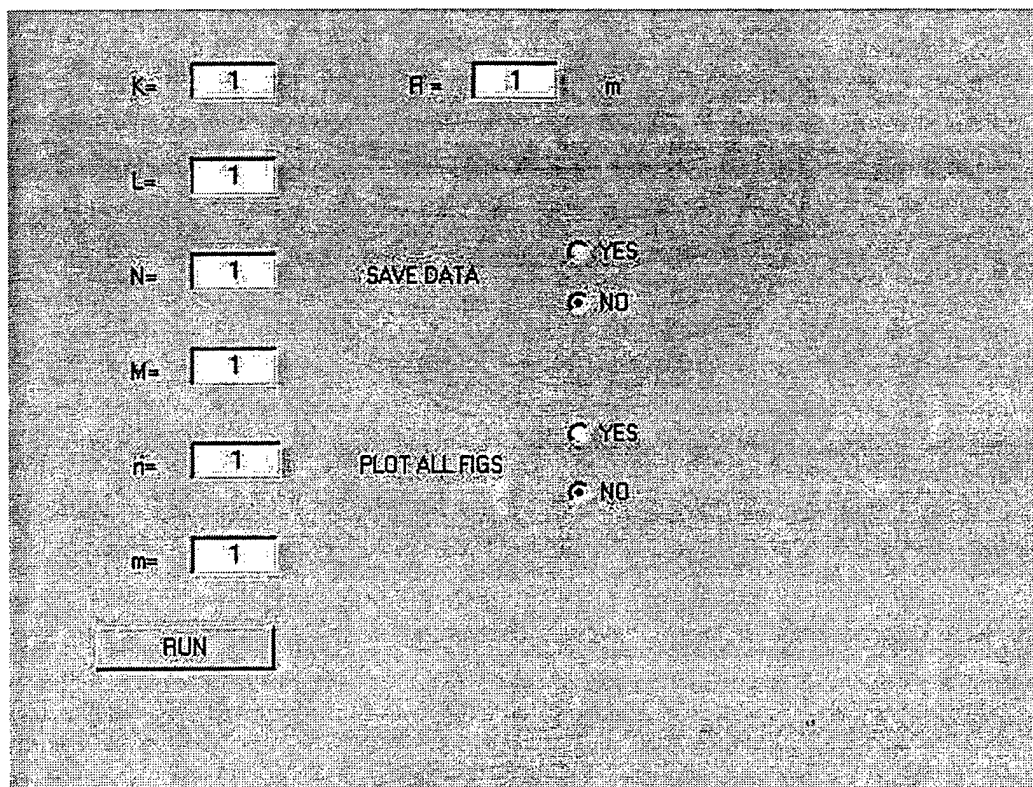 K= 1 R= 1 m
L= 1
YES
N= 1 SAVE DATA
NO
M= 1
YES
n= 1 PLOT ALL FIGS
NO
m= 1
RUN